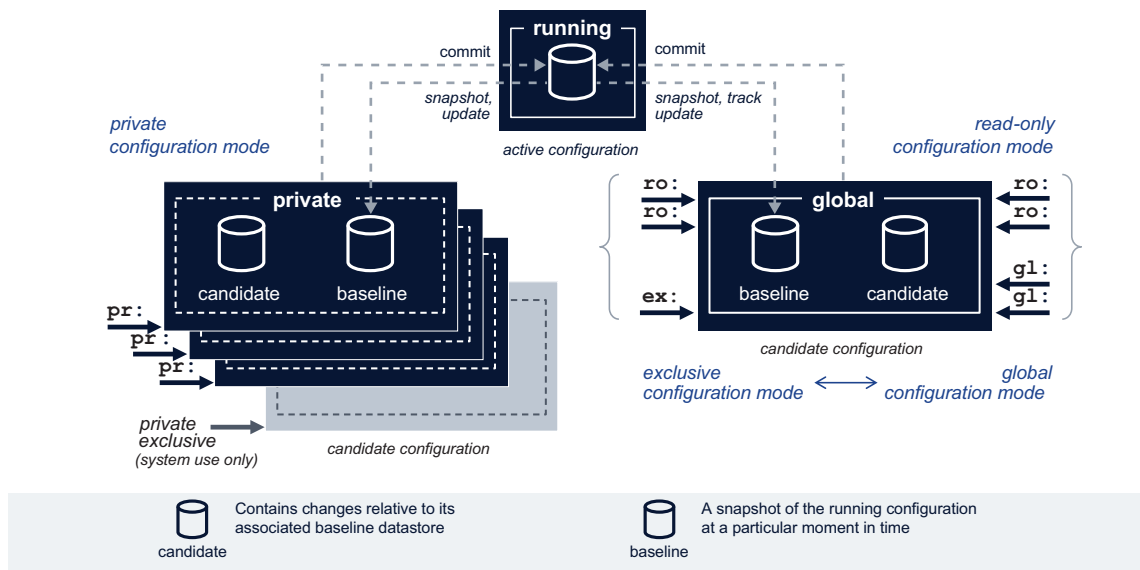 running
commit
commit
snapshot,
update
snapshot, track
update
active configuration
private
configuration mode
read-only
configuration mode
private
candidate
baseline
pr:
pr:
pr:
private
exclusive
(system use only)
candidate configuration
ro:
ro:
ex:
global
baseline
candidate
ro:
ro:
gl:
gl:
candidate configuration
exclusive
configuration mode
global
configuration mode
candidate
Contains changes relative to its
associated baseline datastore
baseline
A snapshot of the running configuration
at a particular moment in time